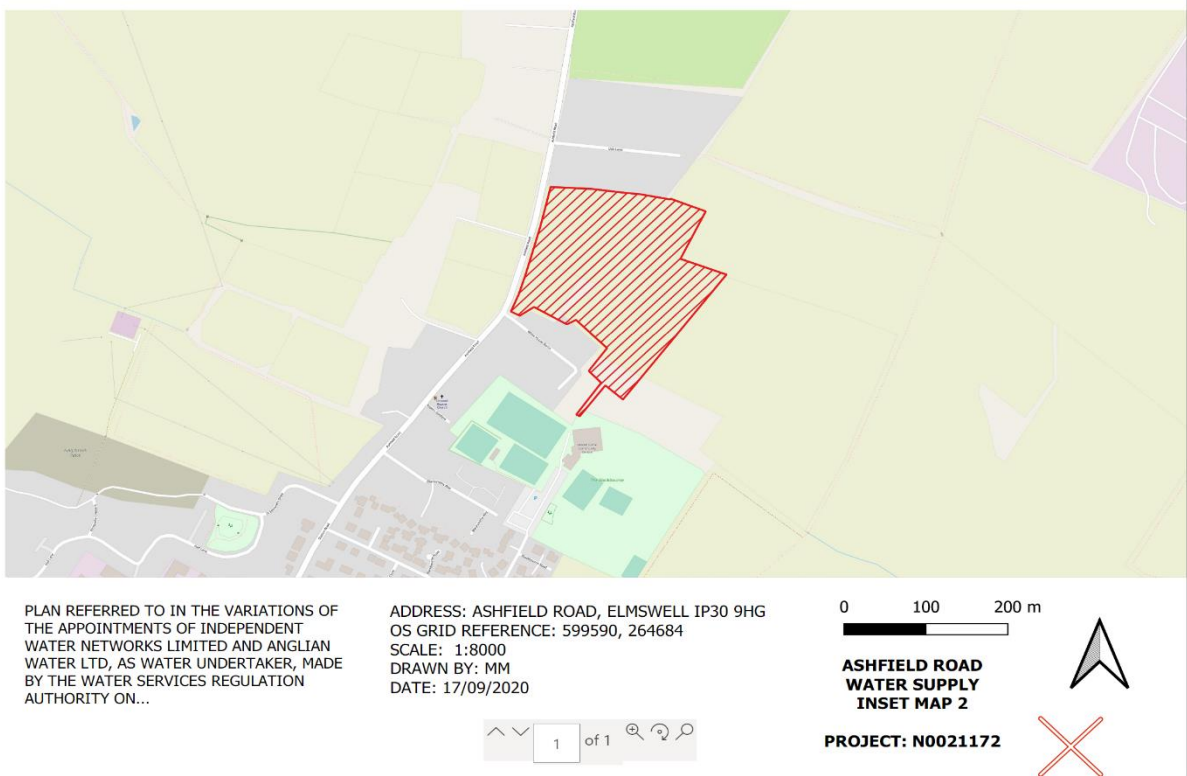 PLAN REFERRED TO IN THE VARIATIONS OF
THE APPOINTMENTS OF INDEPENDENT
WATER NETWORKS LIMITED AND ANGLIAN
WATER LTD, AS WATER UNDERTAKER, MADE
BY THE WATER SERVICES REGULATION
AUTHORITY ON...
ADDRESS: ASHFIELD ROAD, ELMSWELL IP30 9HG
OS GRID REFERENCE: 599590, 264684
SCALE: 1:8000
DRAWN BY: MM
DATE: 17/09/2020
0 100 200 m
ASHFIELD ROAD
WATER SUPPLY
INSET MAP 2
PROJECT: N0021172
1 of 1